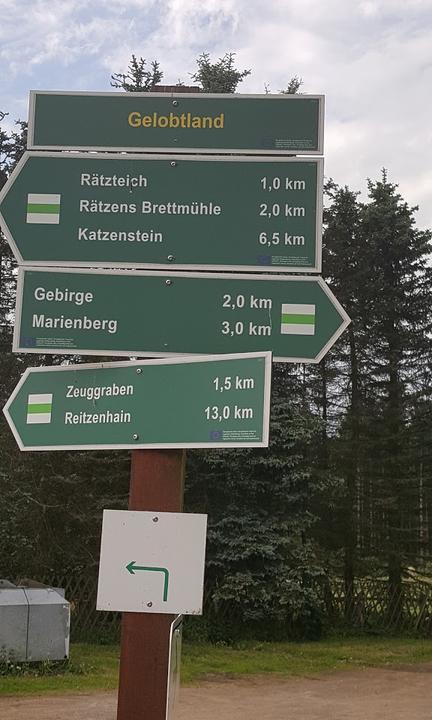 Gelobtland
Rätzteich 1,0 km
Rätzens Brettmühle 2,0 km
Katzenstein 6,5 km
Gebirge 2,0 km
Marienberg 3,0 km
Zeuggraben 1,5 km
Reitzenhain 13,0 km